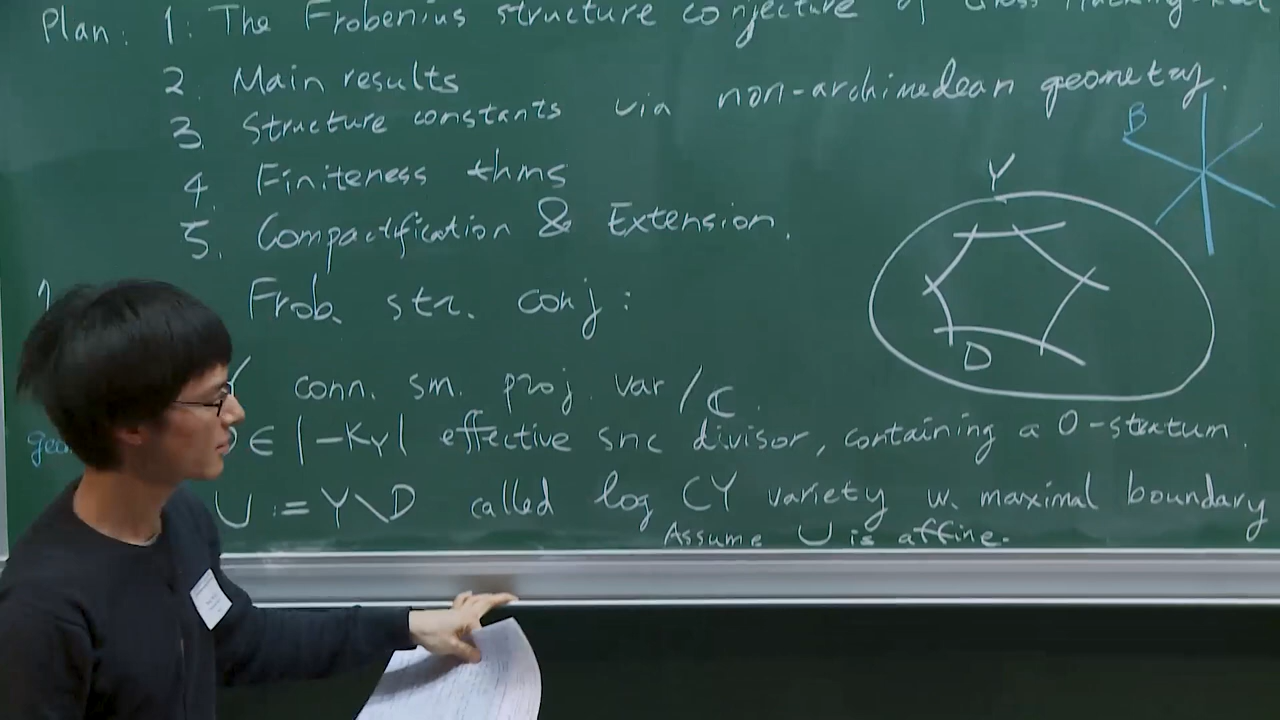 Plan: 1: The Frobenius structure conjecture of
2. Main results
3. Structure constants via non-archimedean geometry.
4. Finiteness thms
5. Compactification & Extension.
B
Y
D
1 Frob. str. conj:
Y conn. sm. proj. var / C.
D ∈ |-K_Y| effective snc divisor, containing a 0-stratum.
U := Y\D called log CY variety w. maximal boundary
Assume U is affine.